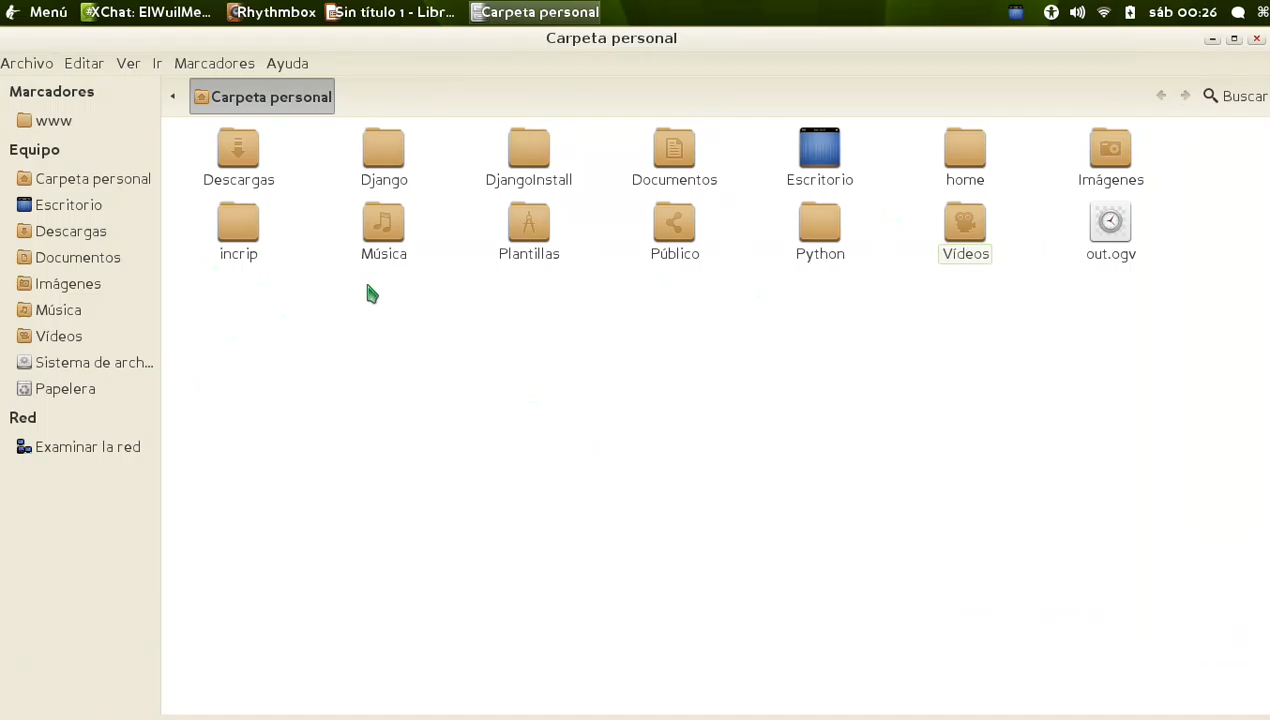 Menú #XChat: ElWuilMe... Rhythmbox Sin título 1 - Libr... Carpeta personal sáb 00:26
Carpeta personal
Archivo Editar Ver Ir Marcadores Ayuda
Marcadores
www
Equipo
Carpeta personal
Escritorio
Descargas
Documentos
Imágenes
Música
Vídeos
Sistema de arch...
Papelera
Red
Examinar la red
Carpeta personal Buscar
Descargas Django DjangoInstall Documentos Escritorio home Imágenes
incrip Música Plantillas Público Python Vídeos out.ogv